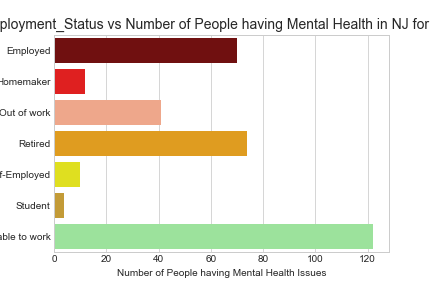 ployment_Status vs Number of People having Mental Health in NJ for
Employed
Homemaker
Out of work
Retired
f-Employed
Student
able to work
0 20 40 60 80 100 120
Number of People having Mental Health Issues